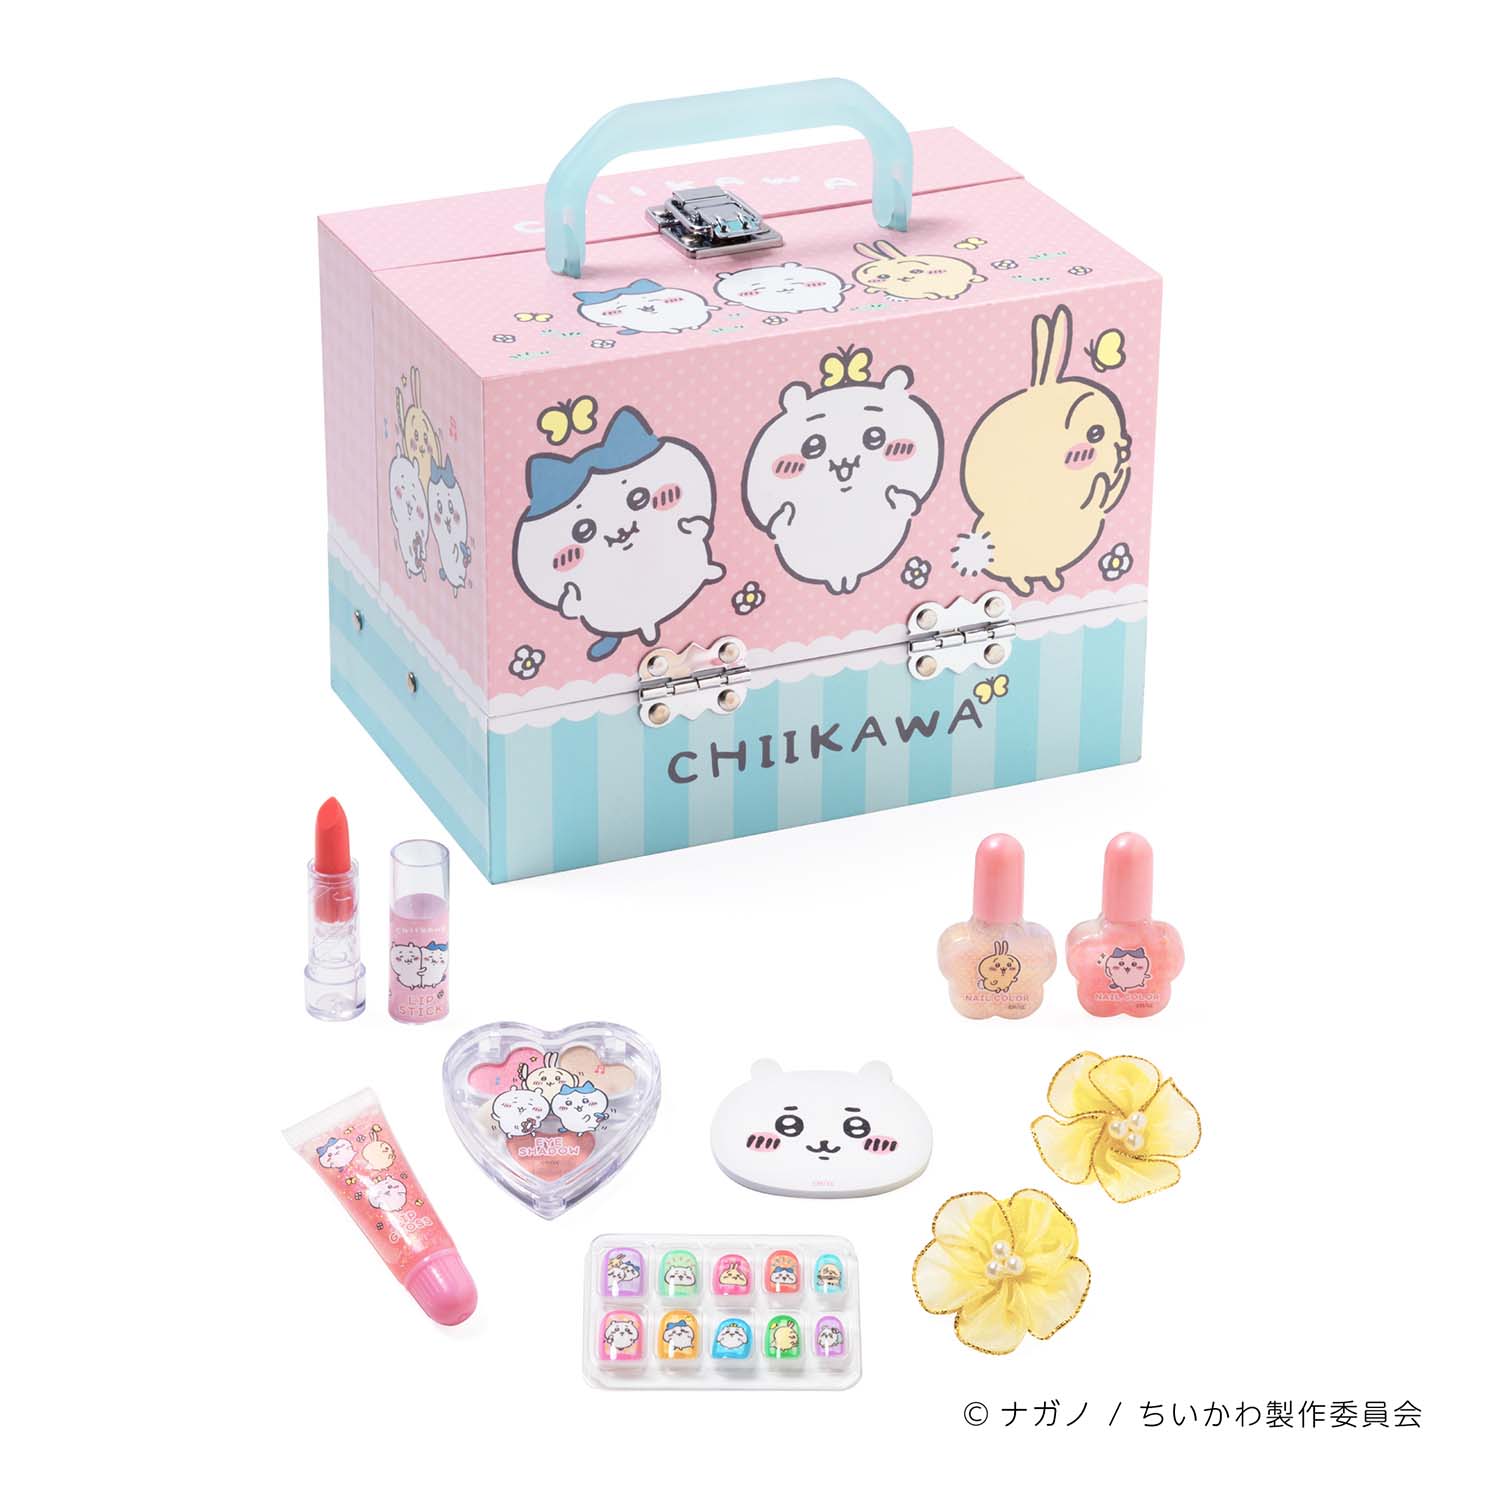 CHIIKAWA
CHIIKAWA
CHIIKAWA
LIP
STICK
NAIL COLOR
NAIL COLOR
EYE
SHADOW
LIP
GLOSS
© ナガノ / ちいかわ製作委員会